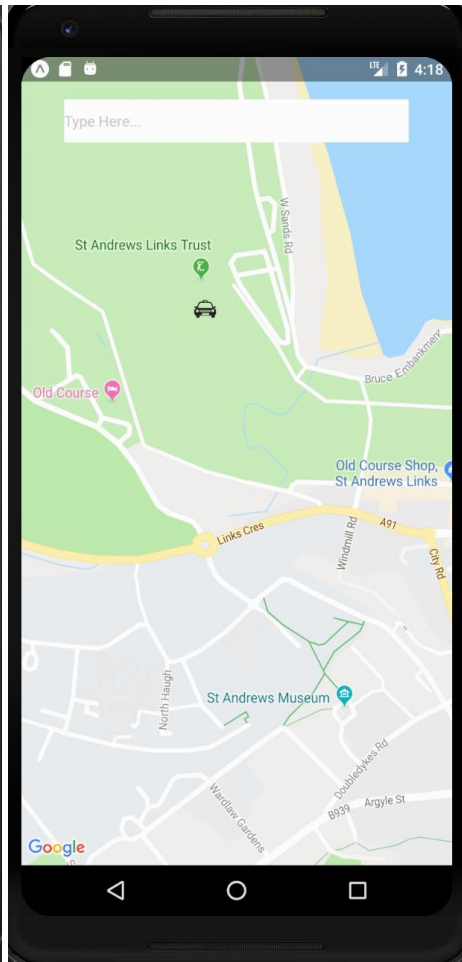 LTE 4:18
Type Here...
W Sands Rd
St Andrews Links Trust
Bruce Embankment
Old Course
Old Course Shop,
St Andrews Links
Links Cres
A91
Windmill Rd
City Rd
North Haugh
St Andrews Museum
Doubledykes Rd
Wardlaw Gardens
B939
Argyle St
Google